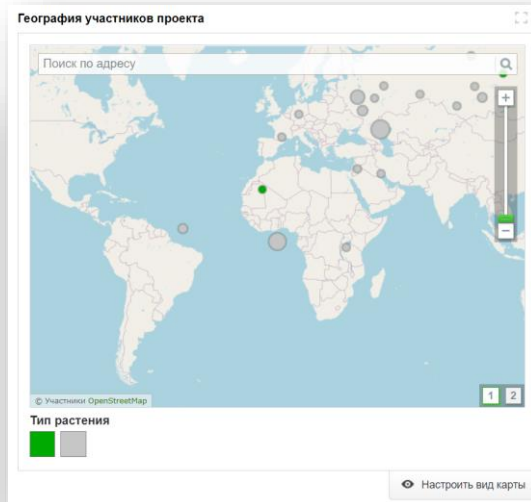 География участников проекта
Поиск по адресу
+
−
© Участники OpenStreetMap
1 2
Тип растения
Настроить вид карты